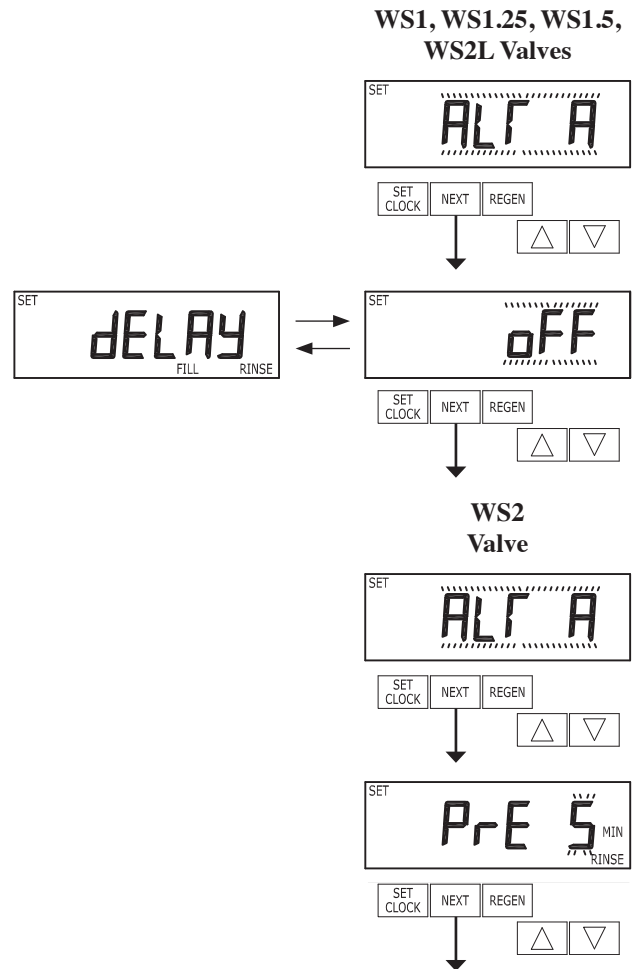 WS1, WS1.25, WS1.5,
WS2L Valves
SET
ALT A
SET CLOCK NEXT REGEN
SET
dELAY
FILL RINSE
SET
oFF
SET CLOCK NEXT REGEN
WS2
Valve
SET
ALT A
SET CLOCK NEXT REGEN
SET
PrE 5 MIN
RINSE
SET CLOCK NEXT REGEN